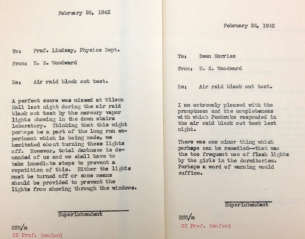 February 26, 1942
To: Prof. Lindsay, Physics Dept.
From: E. S. Woodward
Re: Air raid black out test.
A perfect score was missed at Wilson
Hall last night during the air raid
black out test by the mercury vapor
lights showing in the down stairs
laboratory. Thinking that this might
perhaps be a part of the long run ex-
periment which is being made, we
hesitated about turning these lights
off. However, total darkness is de-
manded of us and we shall have to
take immediate steps to prevent a
repetition of this. Either the lights
must be turned off or some means
should be provided to prevent the
lights from showing through the windows.
Superintendent
CC Prof. Benford
February 26, 1942
To: Dean Morriss
From: E. S. Woodward
Re: Air raid black out test.
I am extremely pleased with the
promptness and the completeness
with which Pembroke responded in
the air raid black out test last
night.
There was one minor thing which
perhaps can be remedied--that was
the too frequent use of flash lights
by the girls in the dormitories.
Perhaps a word of warning would
suffice.
Superintendent
CC Prof. Benford